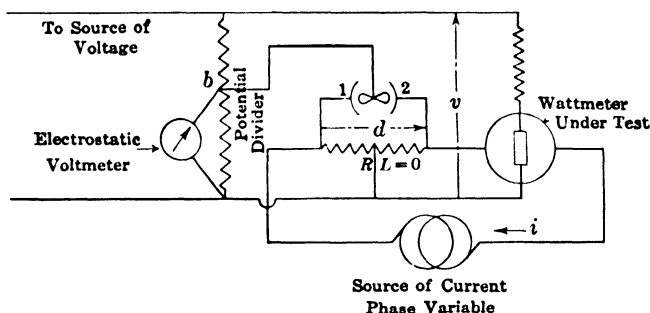 To Source of
Voltage
b
Potential
Divider
1
2
d
v
R L=0
Electrostatic
Voltmeter
Wattmeter
Under Test
i
Source of Current
Phase Variable